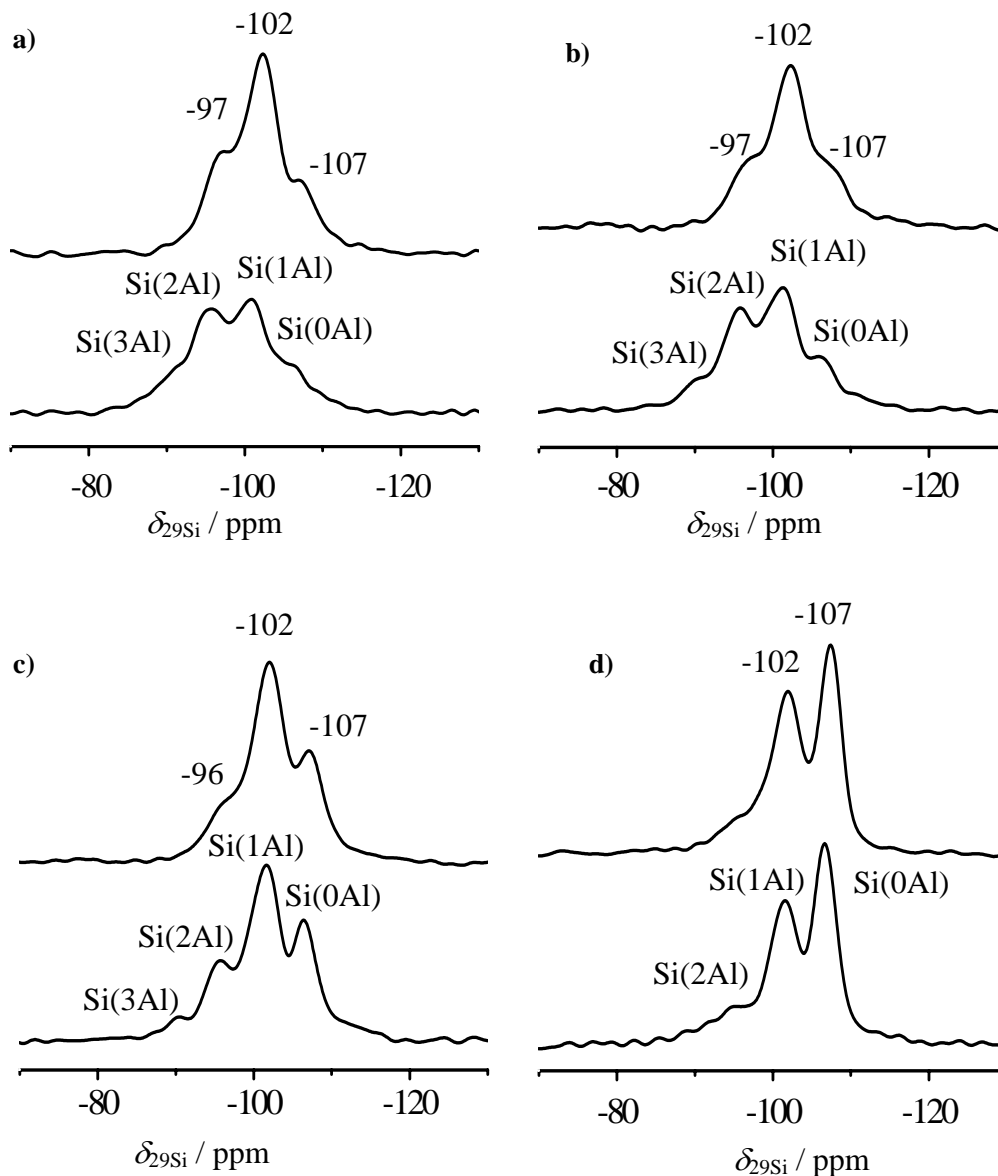 a)
-102
-97
-107
Si(1Al)
Si(2Al)
Si(3Al)
Si(0Al)
-80 -100 -120
δ29Si / ppm
b)
-102
-97
-107
Si(1Al)
Si(2Al)
Si(3Al)
Si(0Al)
-80 -100 -120
δ29Si / ppm
c)
-102
-107
-96
Si(1Al)
Si(0Al)
Si(2Al)
Si(3Al)
-80 -100 -120
δ29Si / ppm
d)
-107
-102
Si(1Al)
Si(0Al)
Si(2Al)
-80 -100 -120
δ29Si / ppm